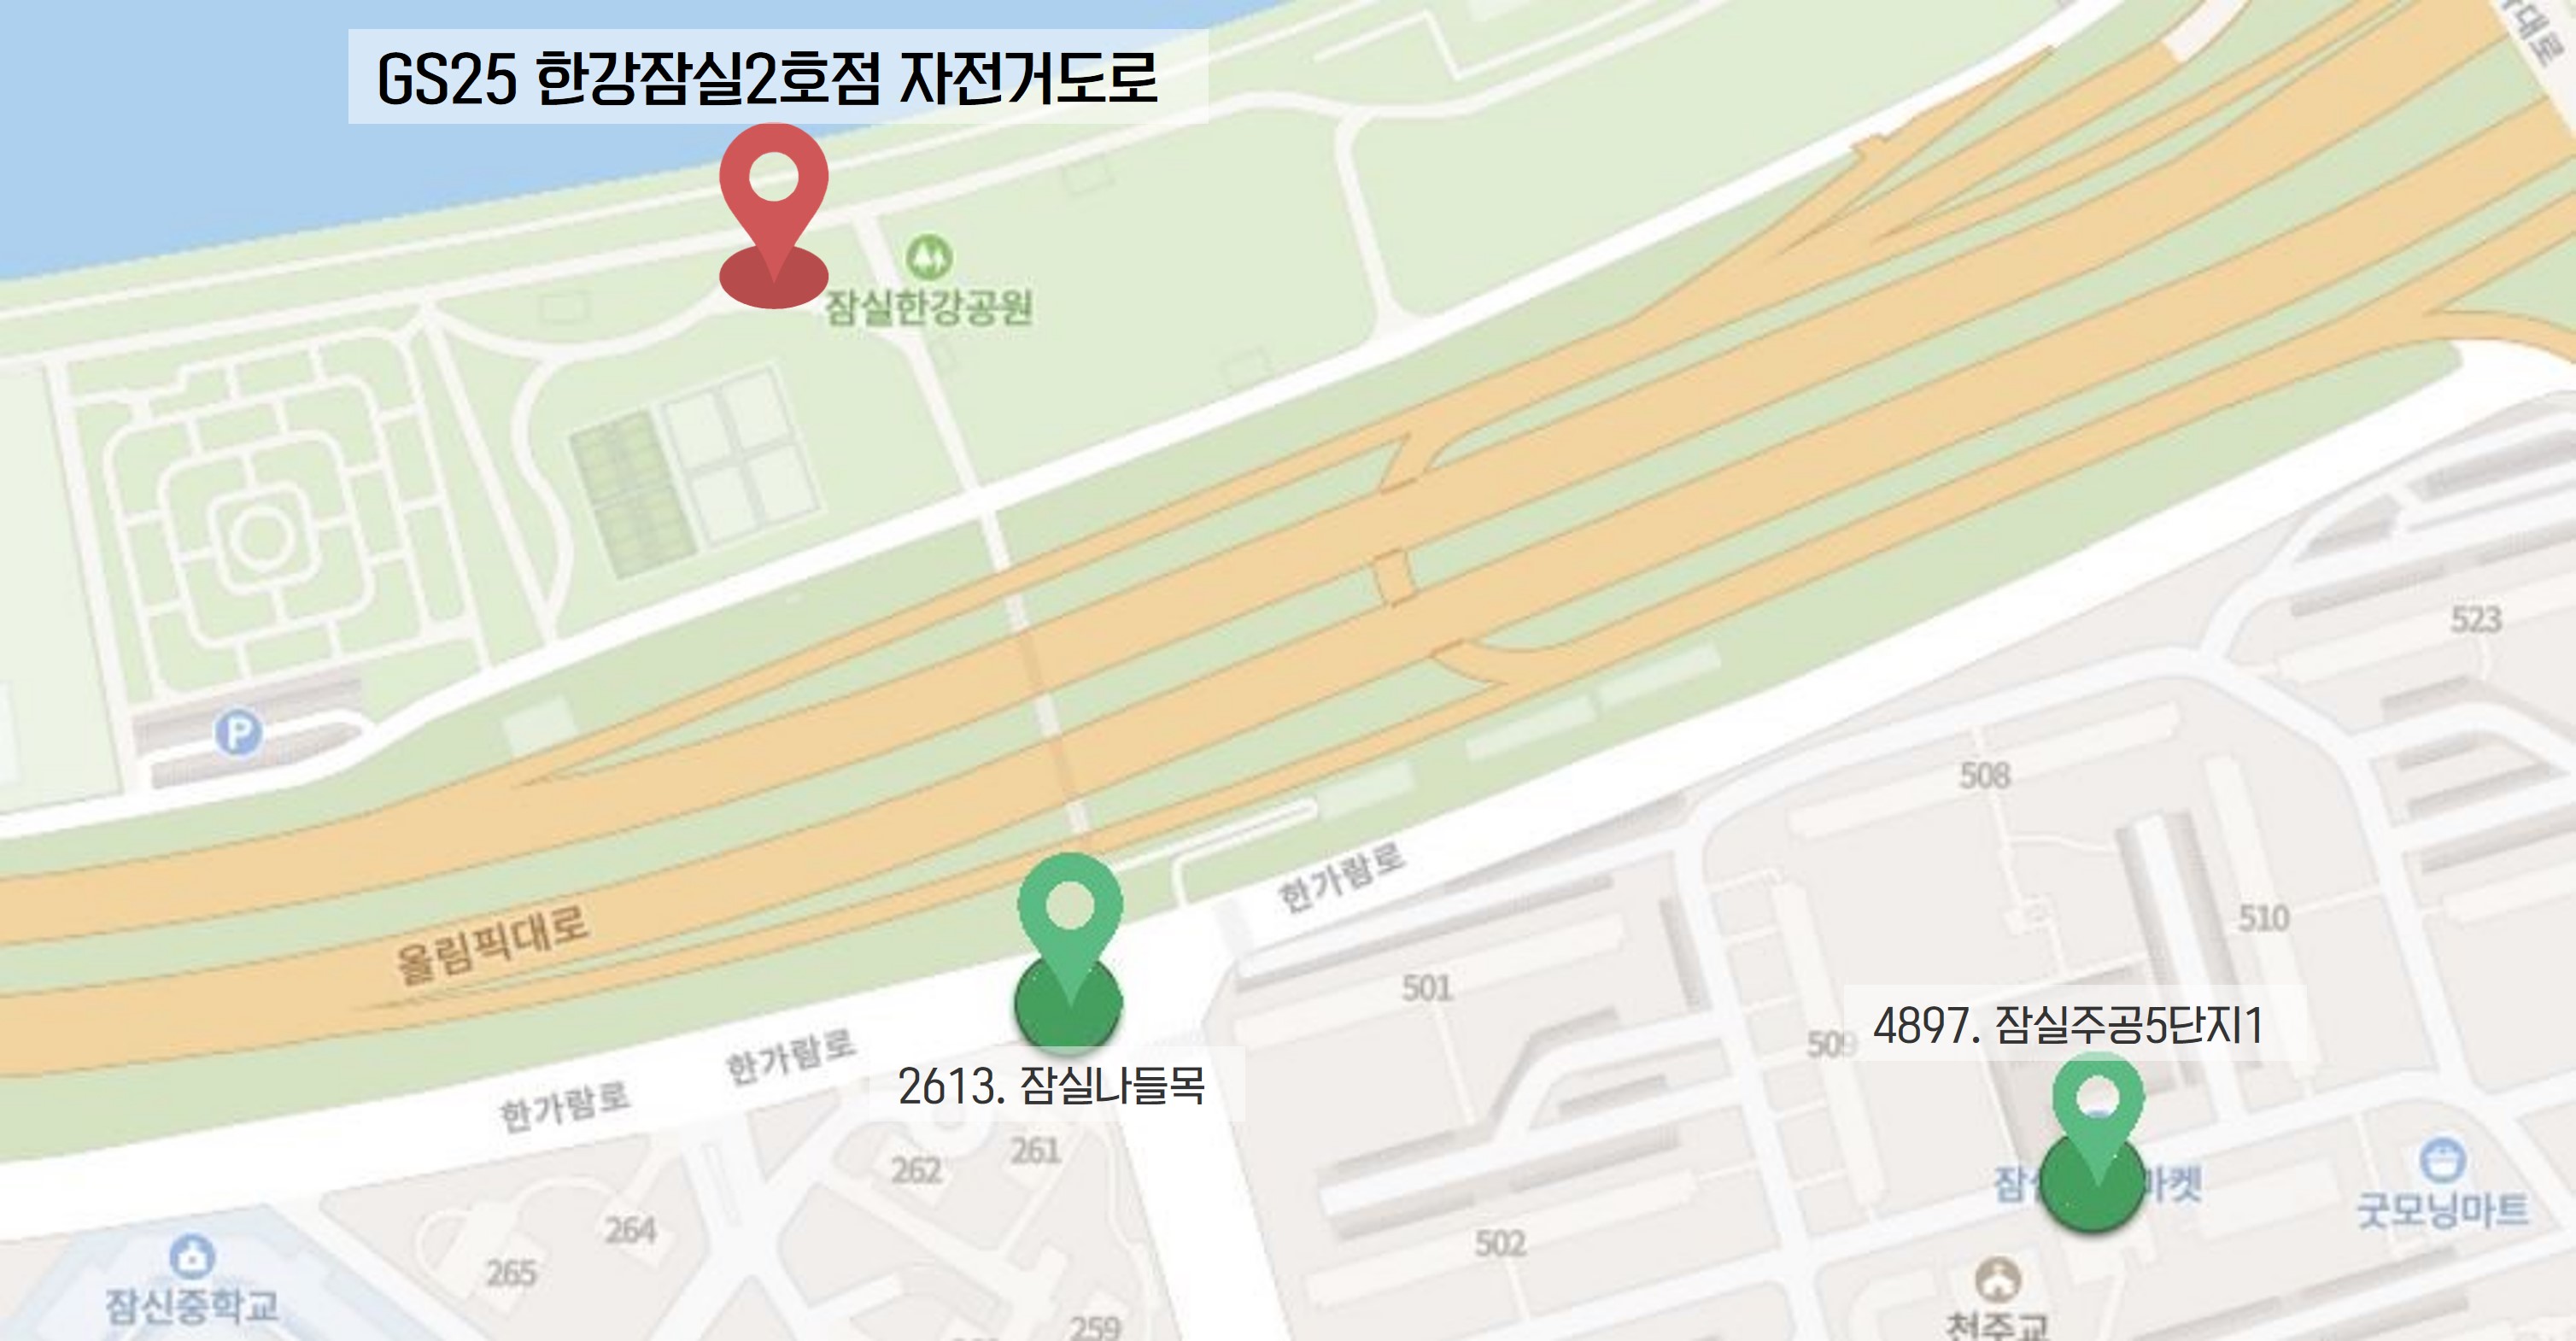 GS25 한강잠실2호점 자전거도로
잠실한강공원
523
P
508
한가람로
510
올림픽대로
501
509
4897. 잠실주공5단지1
한가람로
2613. 잠실나들목
한가람로
261
262
마켓
굿모닝마트
264
502
265
잠신중학교
천주교
259